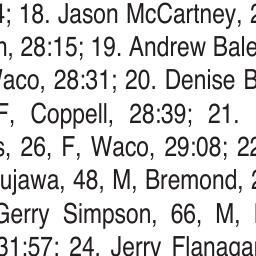 4; 18. Jason McCartney, 2
n, 28:15; 19. Andrew Bale
Waco, 28:31; 20. Denise B
F, Coppell, 28:39; 21.
s, 26, F, Waco, 29:08; 22
ujawa, 48, M, Bremond, 2
Gerry Simpson, 66, M,
31:57; 24. Jerry Flanagan